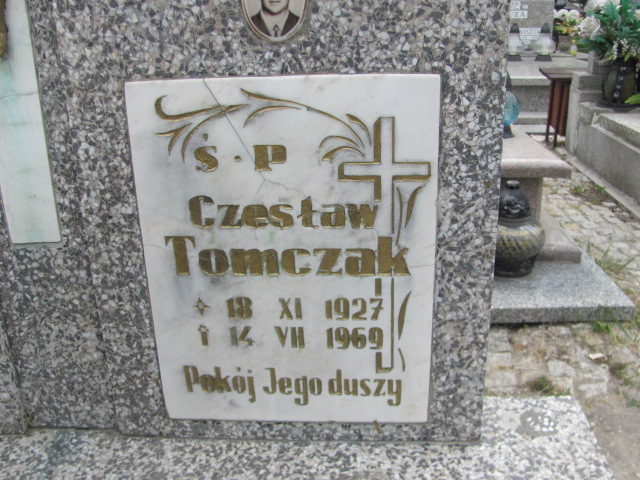 Ś.P
Czesław
Tomczak
18 XI 1927
14 VII 1969
Pokój Jego duszy